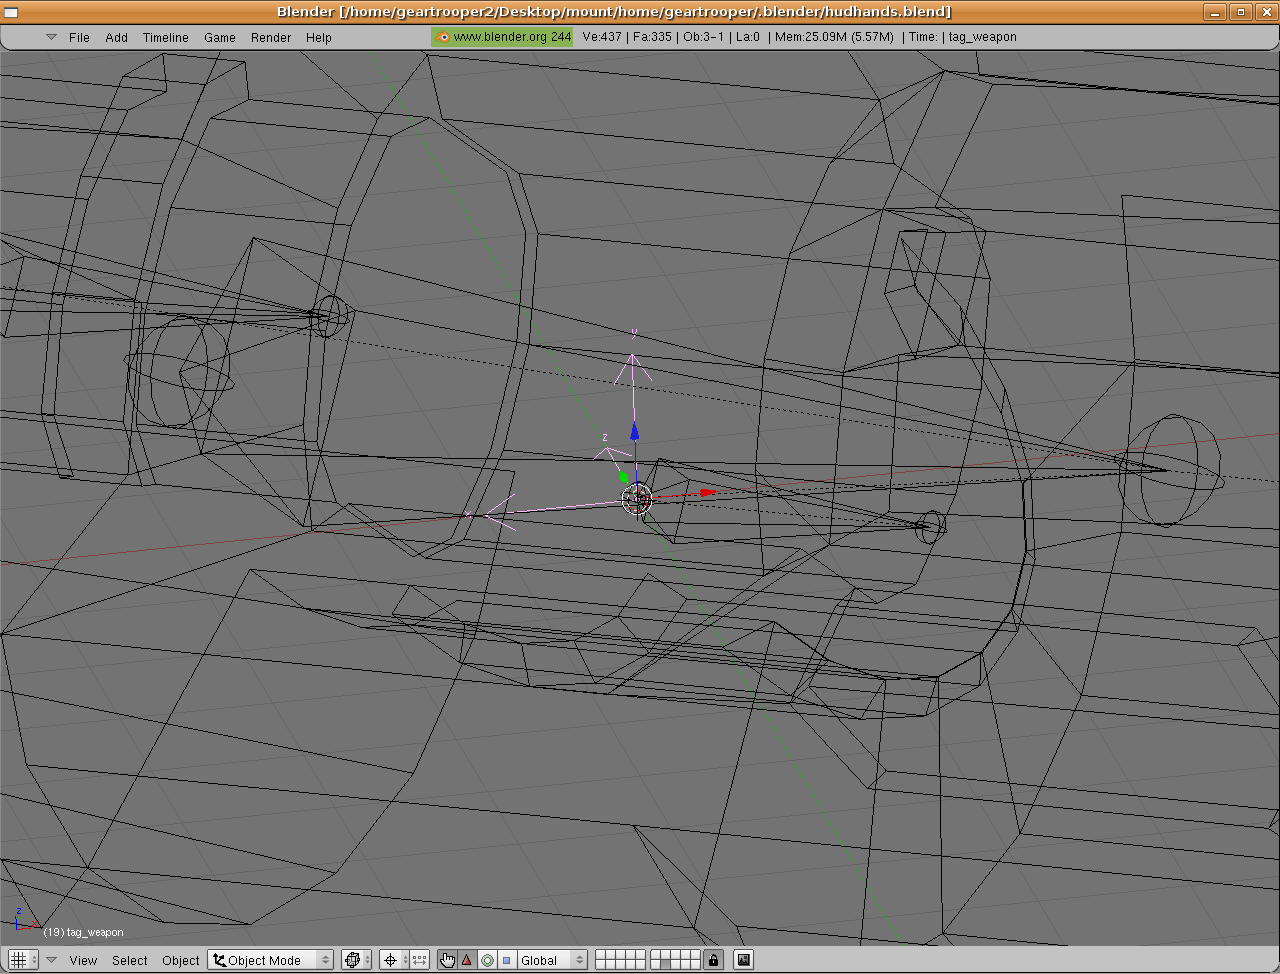 Blender [/home/geartrooper2/Desktop/mount/home/geartrooper/.blender/hudhands.blend]
File Add Timeline Game Render Help www.blender.org 244 Ve:437 | Fa:335 | Ob:3-1 | La:0 | Mem:25.09M (5.57M) | Time: | tag_weapon
y
z
x
z
(19) tag_weapon
View Select Object Object Mode Global